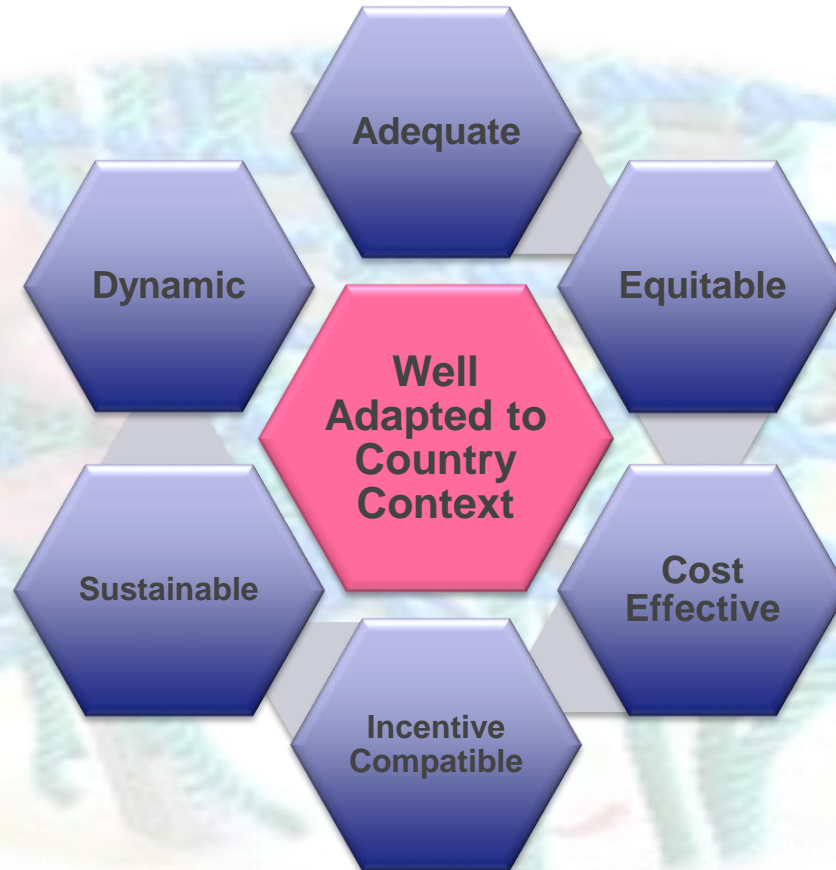 Adequate
Equitable
Cost
Effective
Incentive
Compatible
Sustainable
Dynamic
Well
Adapted to
Country
Context